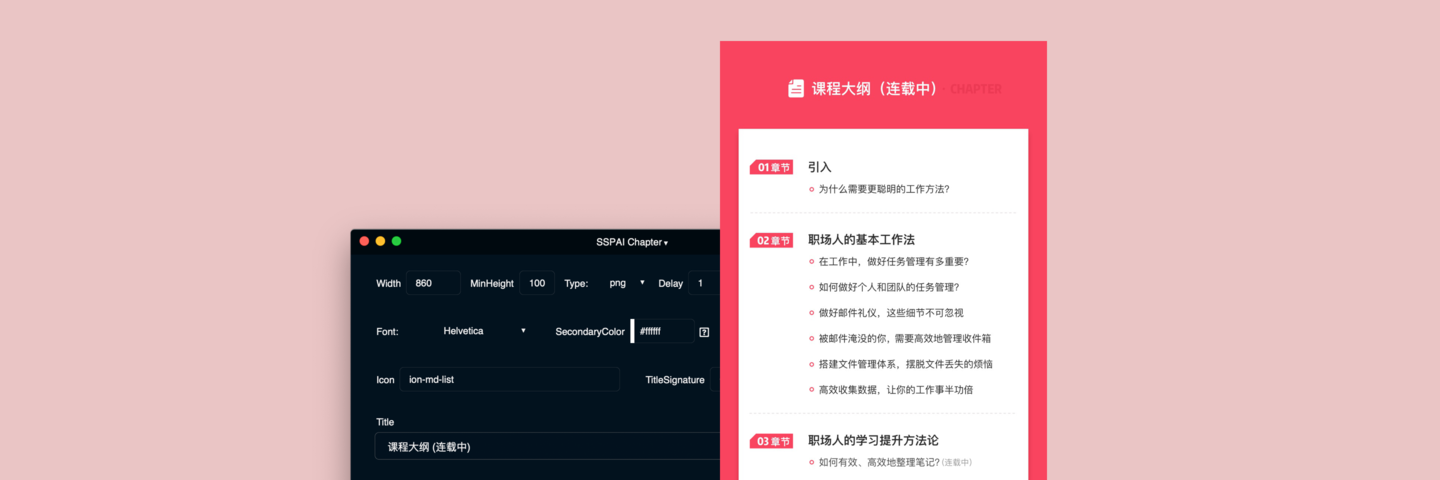 课程大纲（连载中）· CHAPTER
01 章节 引入
为什么需要更聪明的工作方法?
02 章节 职场人的基本工作法
在工作中，做好任务管理有多重要?
如何做好个人和团队的任务管理?
做好邮件礼仪，这些细节不可忽视
被邮件淹没的你, 需要高效地管理收件箱
搭建文件管理体系，摆脱文件丢失的烦恼
高效收集数据，让你的工作事半功倍
03 章节 职场人的学习提升方法论
如何有效、高效地整理笔记? (连载中)
SSPAI Chapter
Width 860 MinHeight 100 Type: png Delay 1
Font: Helvetica SecondaryColor #ffffff ?
Icon ion-md-list TitleSignature
Title
课程大纲 (连载中)